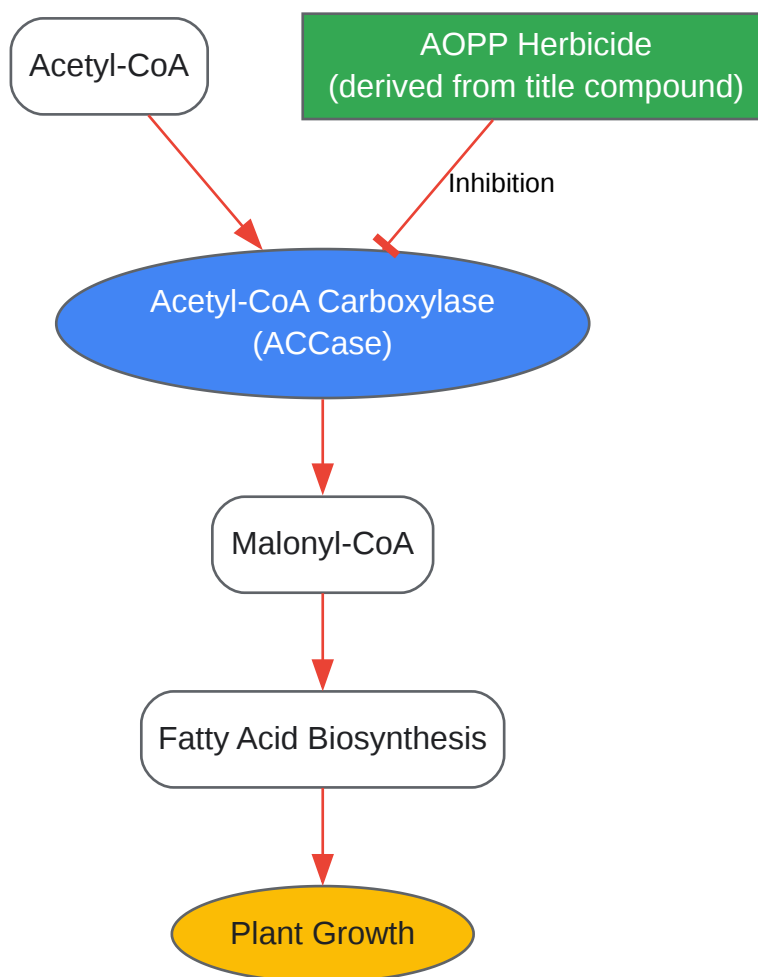 Acetyl-CoA
AOPP Herbicide
(derived from title compound)
Inhibition
Acetyl-CoA Carboxylase
(ACCase)
Malonyl-CoA
Fatty Acid Biosynthesis
Plant Growth